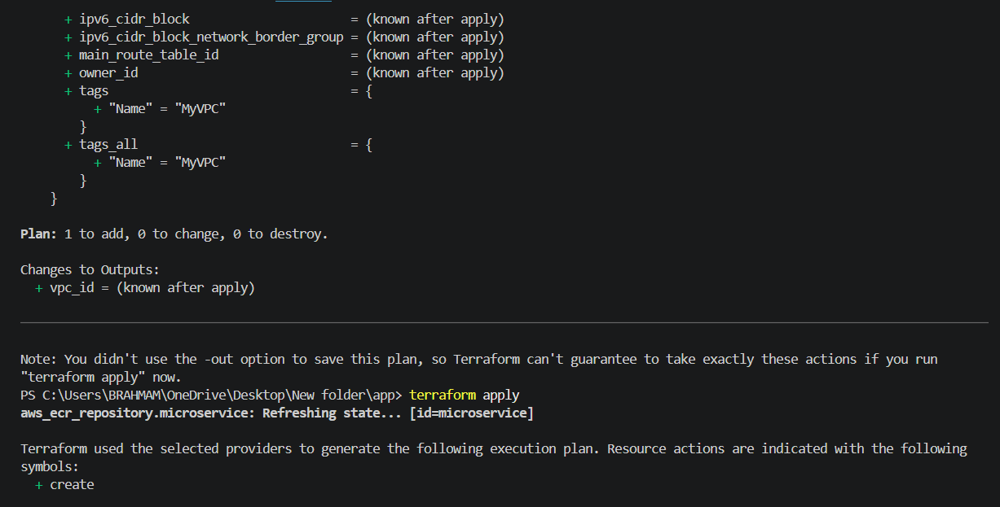 + ipv6_cidr_block                      = (known after apply)
+ ipv6_cidr_block_network_border_group = (known after apply)
+ main_route_table_id                  = (known after apply)
+ owner_id                             = (known after apply)
+ tags                                 = {
+ "Name" = "MyVPC"
}
+ tags_all                             = {
+ "Name" = "MyVPC"
}
}
Plan: 1 to add, 0 to change, 0 to destroy.
Changes to Outputs:
+ vpc_id = (known after apply)
Note: You didn't use the -out option to save this plan, so Terraform can't guarantee to take exactly these actions if you run
"terraform apply" now.
PS C:\Users\BRAHMAM\OneDrive\Desktop\New folder\app> terraform apply
aws_ecr_repository.microservice: Refreshing state... [id=microservice]
Terraform used the selected providers to generate the following execution plan. Resource actions are indicated with the following
symbols:
+ create